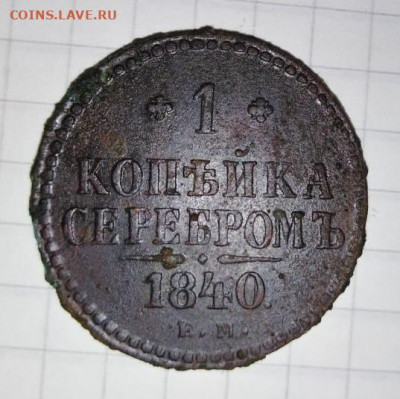 COINS.LAVE.RU
1
КОПѢЙКА
СЕРЕБРОМЪ
1840.
Е. М.